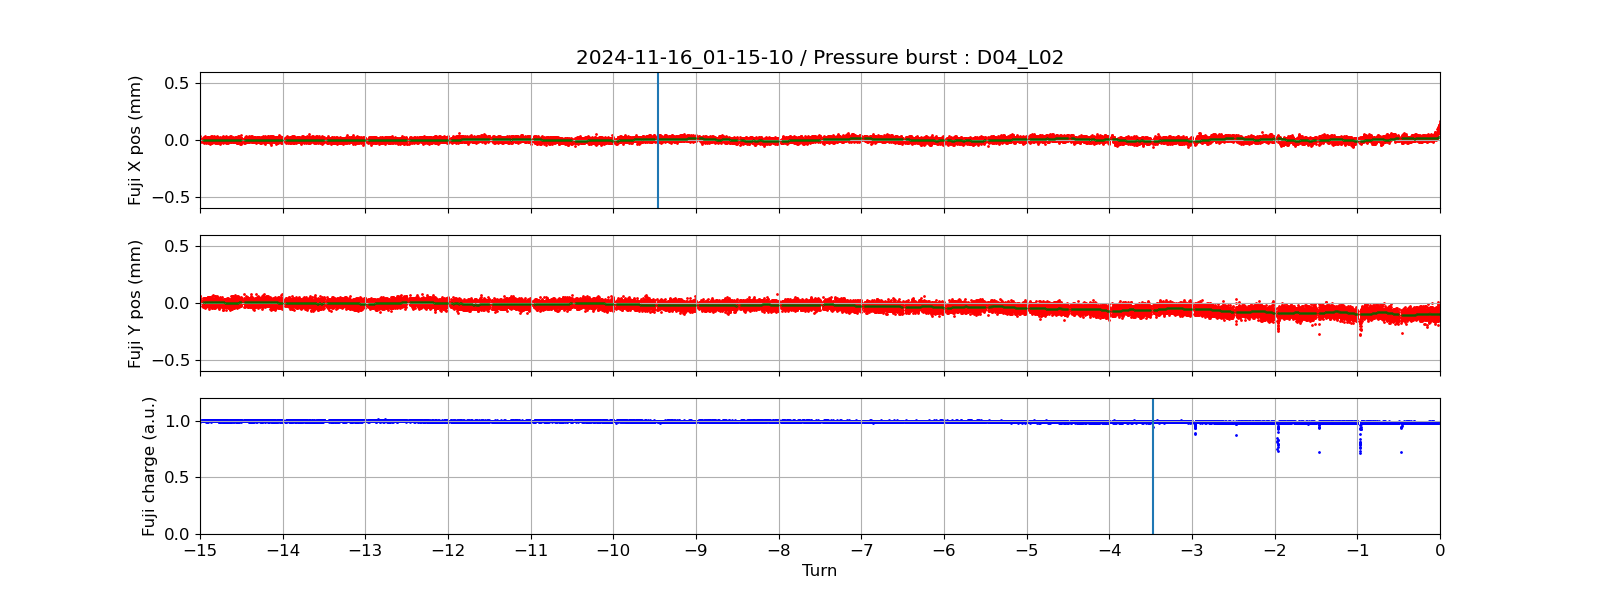 2024-11-16_01-15-10 / Pressure burst : D04_L02
Fuji X pos (mm)
0.5
0.0
−0.5
Fuji Y pos (mm)
0.5
0.0
−0.5
Fuji charge (a.u.)
1.0
0.5
0.0
−15 −14 −13 −12 −11 −10 −9 −8 −7 −6 −5 −4 −3 −2 −1 0
Turn